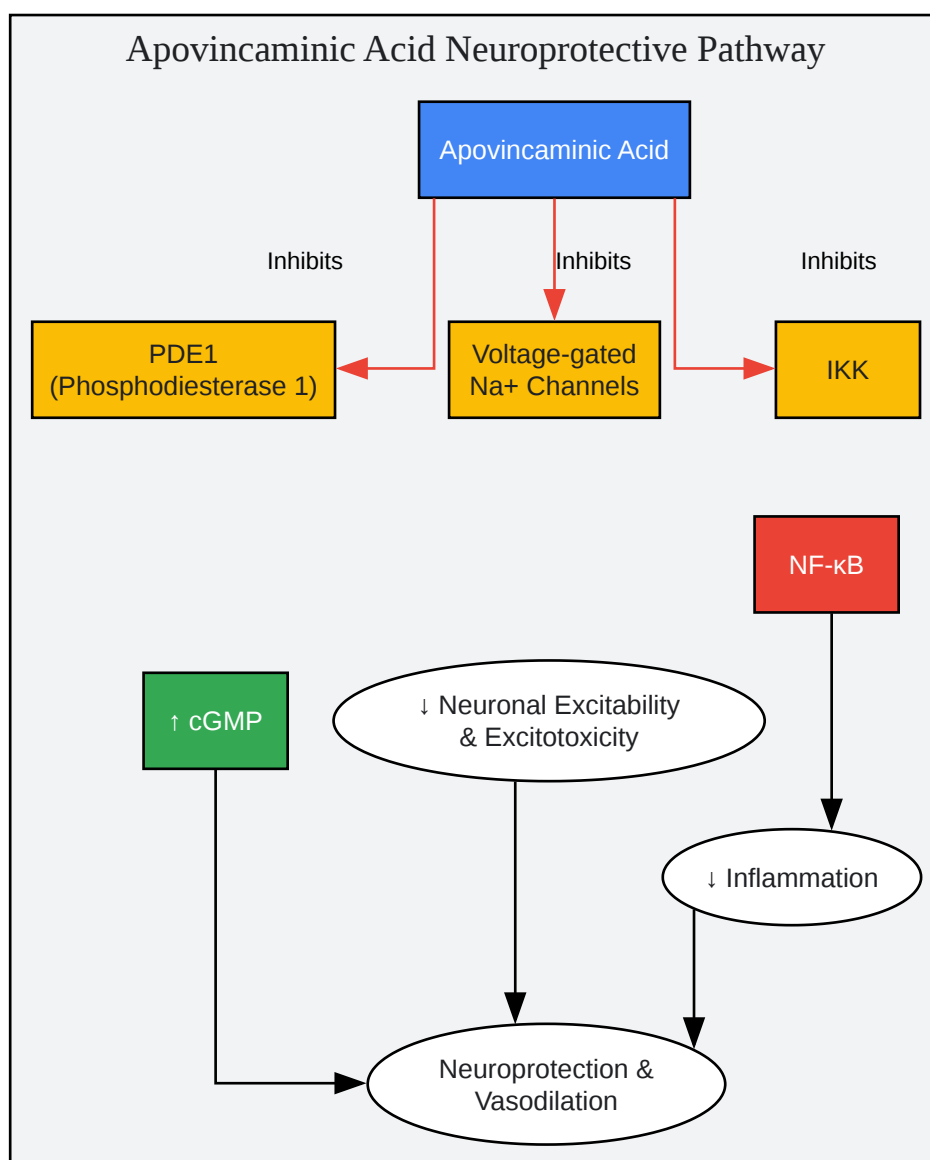 Apovincaminic Acid Neuroprotective Pathway
Apovincaminic Acid
Inhibits
Inhibits
Inhibits
PDE1
(Phosphodiesterase 1)
Voltage-gated
Na+ Channels
IKK
NF-κB
↑ cGMP
↓ Neuronal Excitability
& Excitotoxicity
↓ Inflammation
Neuroprotection &
Vasodilation